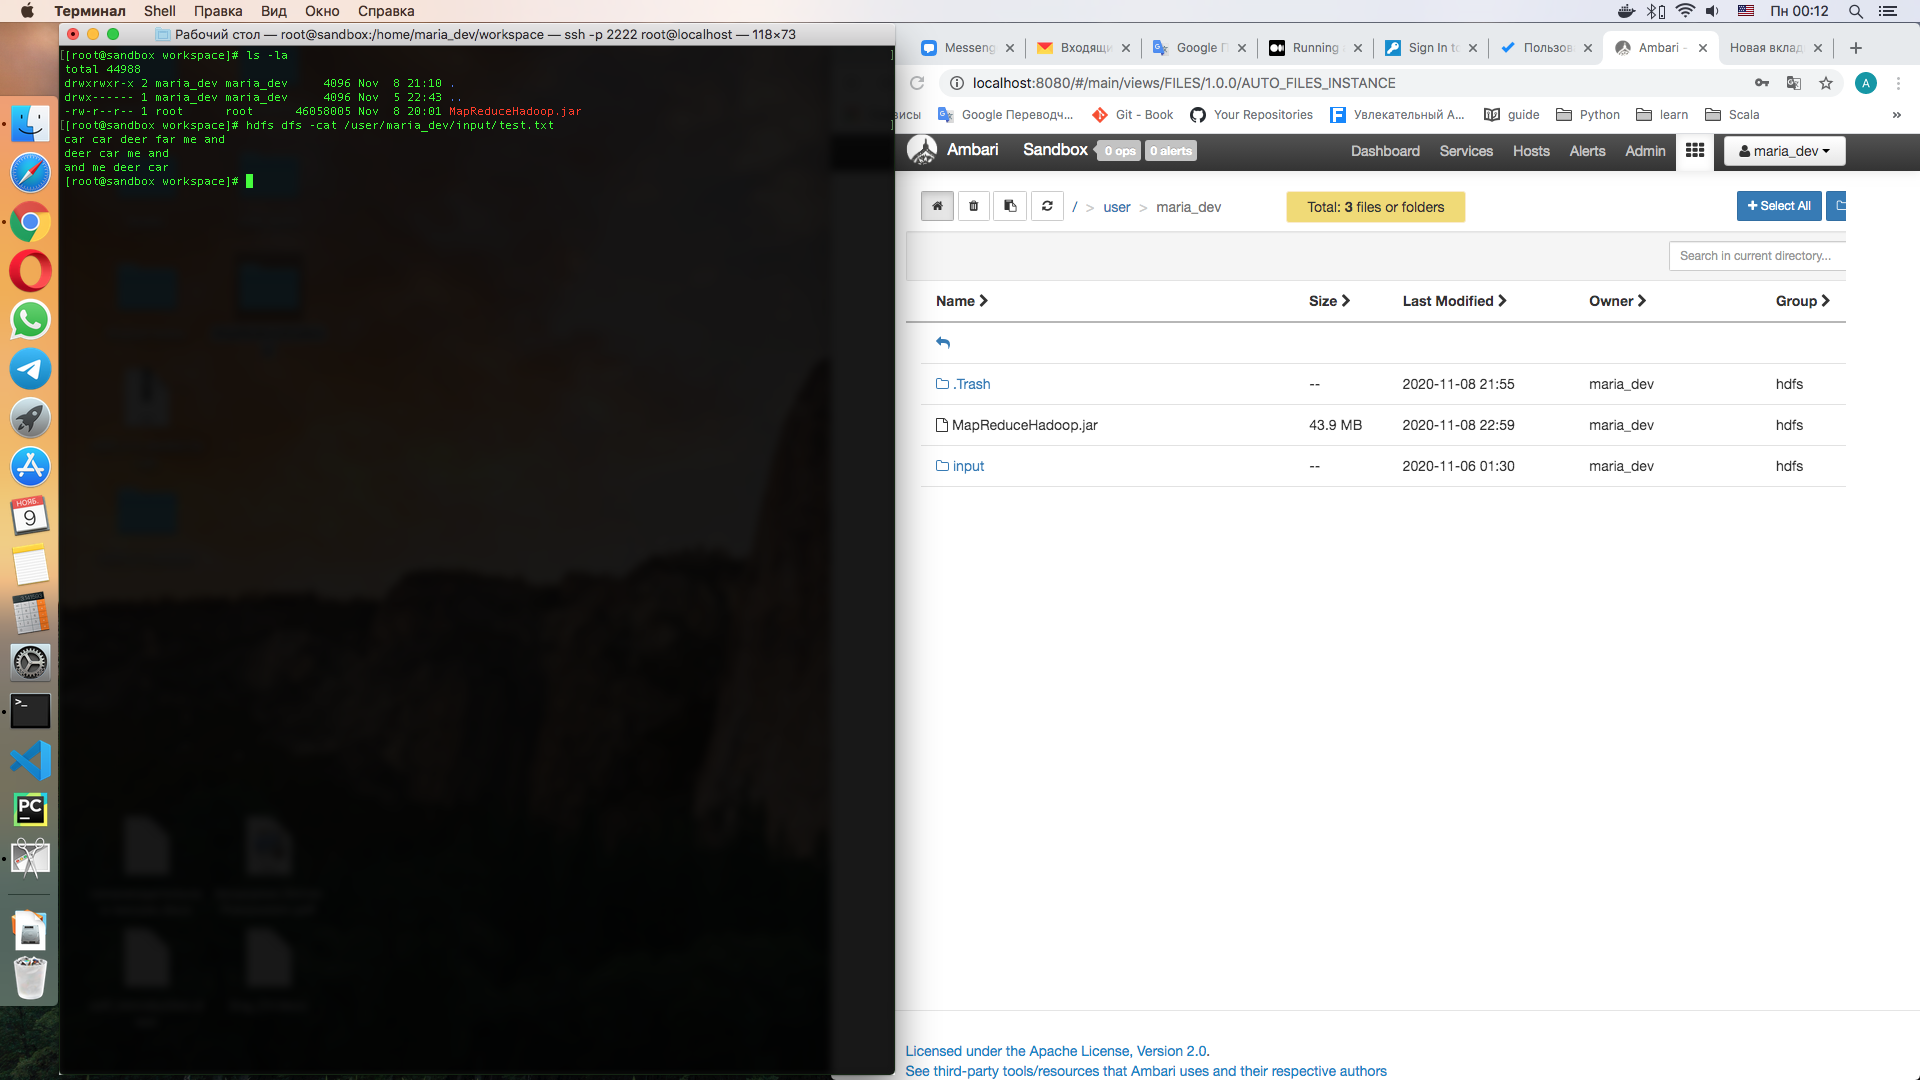 Терминал Shell Правка Вид Окно Справка
Пн 00:12
Рабочий стол — root@sandbox:/home/maria_dev/workspace — ssh -p 2222 root@localhost — 118×73
[[root@sandbox workspace]# ls -la ]
total 44988
drwxrwxr-x 2 maria_dev maria_dev 4096 Nov 8 21:10 .
drwx------ 1 maria_dev maria_dev 4096 Nov 5 22:43 ..
-rw-r--r-- 1 root root 46058005 Nov 8 20:01 MapReduceHadoop.jar
[[root@sandbox workspace]# hdfs dfs -cat /user/maria_dev/input/test.txt ]
car car deer far me and
deer car me and
and me deer car
[root@sandbox workspace]#
НОЯБ.
9
PC
Messeng
Входящи
Google П
Running
Sign In to
Пользова
Ambari -
Новая вклад
localhost:8080/#/main/views/FILES/1.0.0/AUTO_FILES_INSTANCE
A
висы
Google Переводч...
Git - Book
Your Repositories
Увлекательный A...
guide
Python
learn
Scala
»
Ambari Sandbox 0 ops 0 alerts
Dashboard Services Hosts Alerts Admin maria_dev
/ > user > maria_dev
Total: 3 files or folders
+ Select All
Search in current directory...
Name Size Last Modified Owner Group
.Trash -- 2020-11-08 21:55 maria_dev hdfs
MapReduceHadoop.jar 43.9 MB 2020-11-08 22:59 maria_dev hdfs
input -- 2020-11-06 01:30 maria_dev hdfs
Licensed under the Apache License, Version 2.0.
See third-party tools/resources that Ambari uses and their respective authors